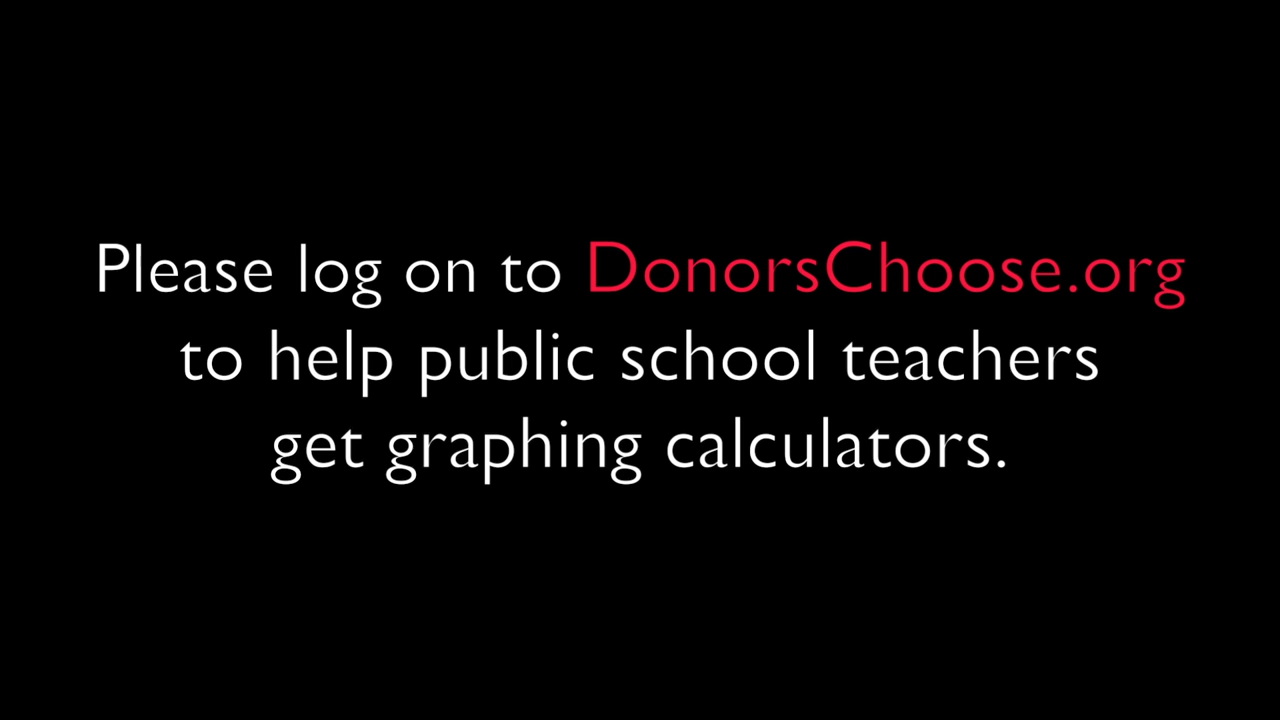 Please log on to DonorsChoose.org
to help public school teachers
get graphing calculators.